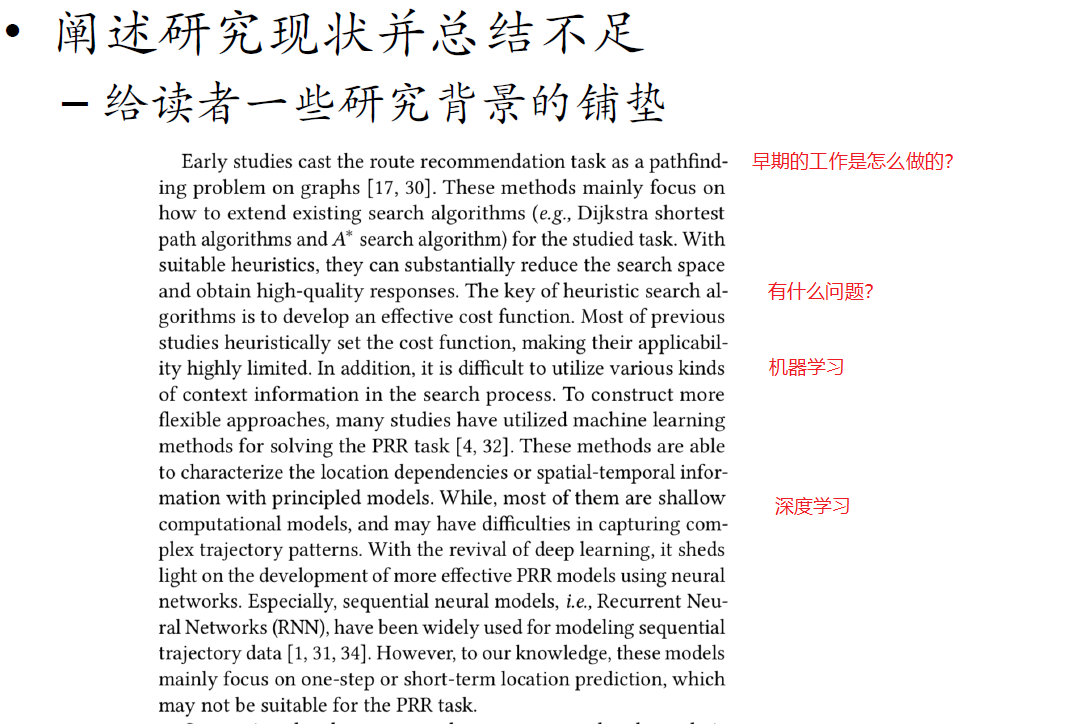 • 阐述研究现状并总结不足
– 给读者一些研究背景的铺垫
Early studies cast the route recommendation task as a pathfind-
早期的工作是怎么做的?
ing problem on graphs [17, 30]. These methods mainly focus on
how to extend existing search algorithms (e.g., Dijkstra shortest
path algorithms and A* search algorithm) for the studied task. With
suitable heuristics, they can substantially reduce the search space
and obtain high-quality responses. The key of heuristic search al-
有什么问题?
gorithms is to develop an effective cost function. Most of previous
studies heuristically set the cost function, making their applicabil-
ity highly limited. In addition, it is difficult to utilize various kinds
机器学习
of context information in the search process. To construct more
flexible approaches, many studies have utilized machine learning
methods for solving the PRR task [4, 32]. These methods are able
to characterize the location dependencies or spatial-temporal infor-
mation with principled models. While, most of them are shallow
深度学习
computational models, and may have difficulties in capturing com-
plex trajectory patterns. With the revival of deep learning, it sheds
light on the development of more effective PRR models using neural
networks. Especially, sequential neural models, i.e., Recurrent Neu-
ral Networks (RNN), have been widely used for modeling sequential
trajectory data [1, 31, 34]. However, to our knowledge, these models
mainly focus on one-step or short-term location prediction, which
may not be suitable for the PRR task.